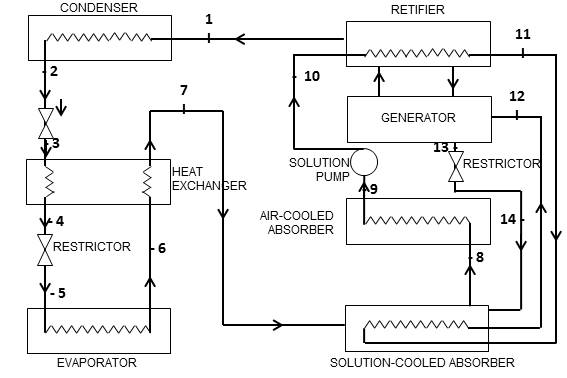 CONDENSER
RETIFIER
1
11
2
10
7
12
GENERATOR
3
13
SOLUTION
PUMP
RESTRICTOR
HEAT
EXCHANGER
9
AIR-COOLED
ABSORBER
4
14
RESTRICTOR
6
8
5
EVAPORATOR
SOLUTION-COOLED ABSORBER